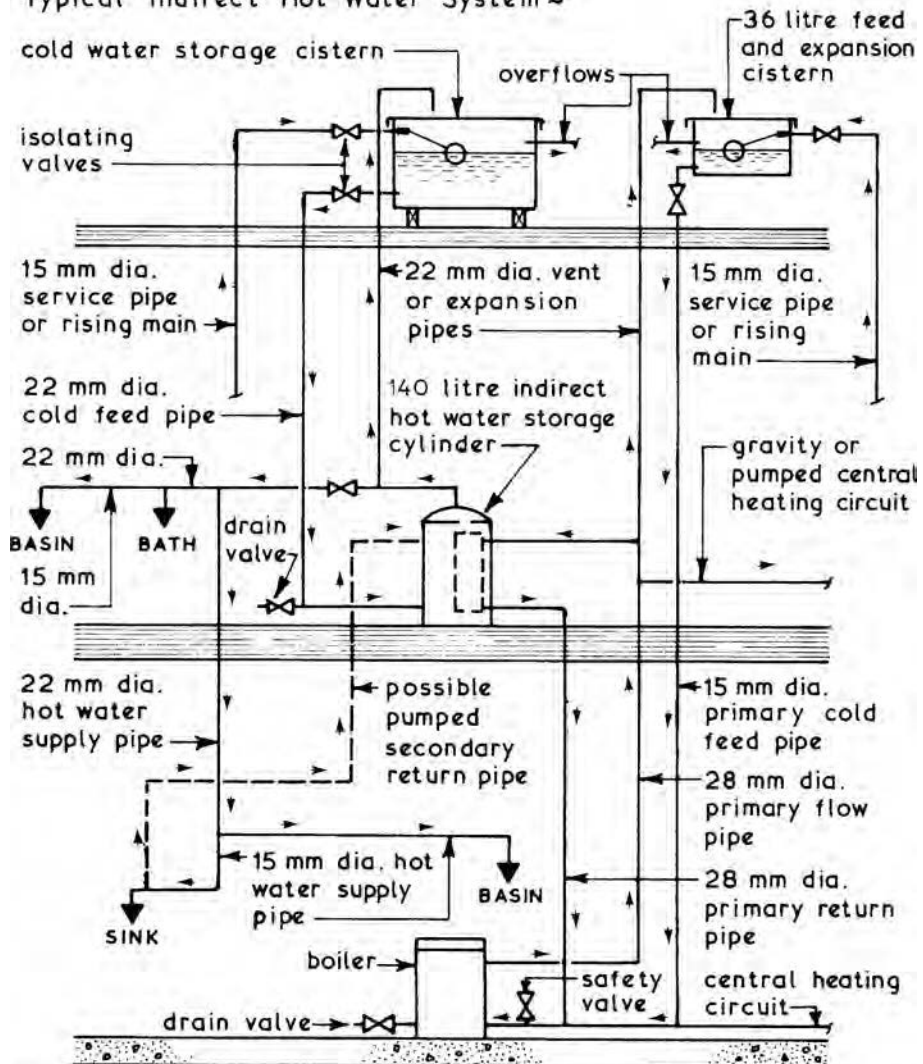 Typical Indirect Hot Water System ~
cold water storage cistern
overflows
36 litre feed
and expansion
cistern
isolating
valves
15 mm dia.
service pipe
or rising main
22 mm dia. vent
or expansion
pipes
15 mm dia.
service pipe
or rising
main
22 mm dia.
cold feed pipe
140 litre indirect
hot water storage
cylinder
22 mm dia.
gravity or
pumped central
heating circuit
BASIN
BATH
drain
valve
15 mm
dia.
22 mm dia.
hot water
supply pipe
possible
pumped
secondary
return pipe
15 mm dia.
primary cold
feed pipe
28 mm dia.
primary flow
pipe
15 mm dia. hot
water supply
pipe
BASIN
28 mm dia.
primary return
pipe
SINK
boiler
safety
valve
central heating
circuit
drain valve